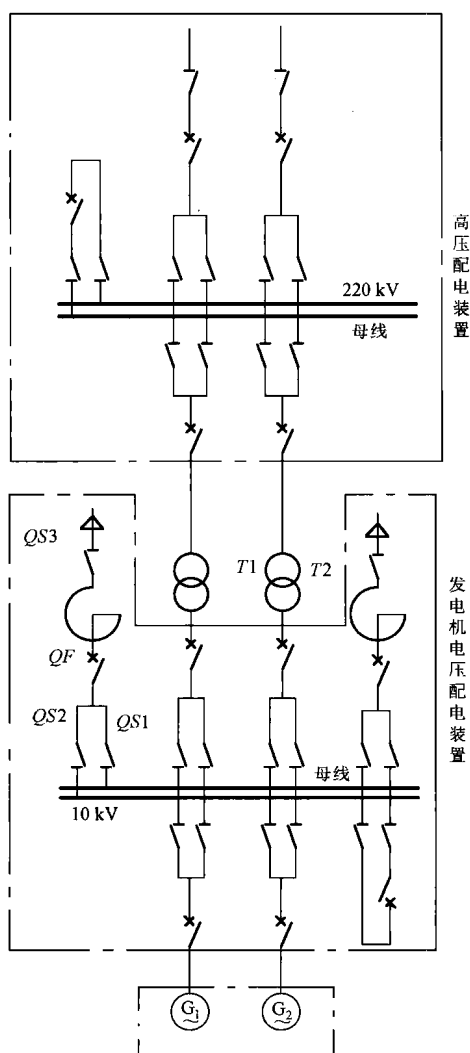 高压配电装置
220 kV
母线
QS3
T1
T2
QF
QS2
QS1
发电机电压配电装置
母线
10 kV
G1
G2